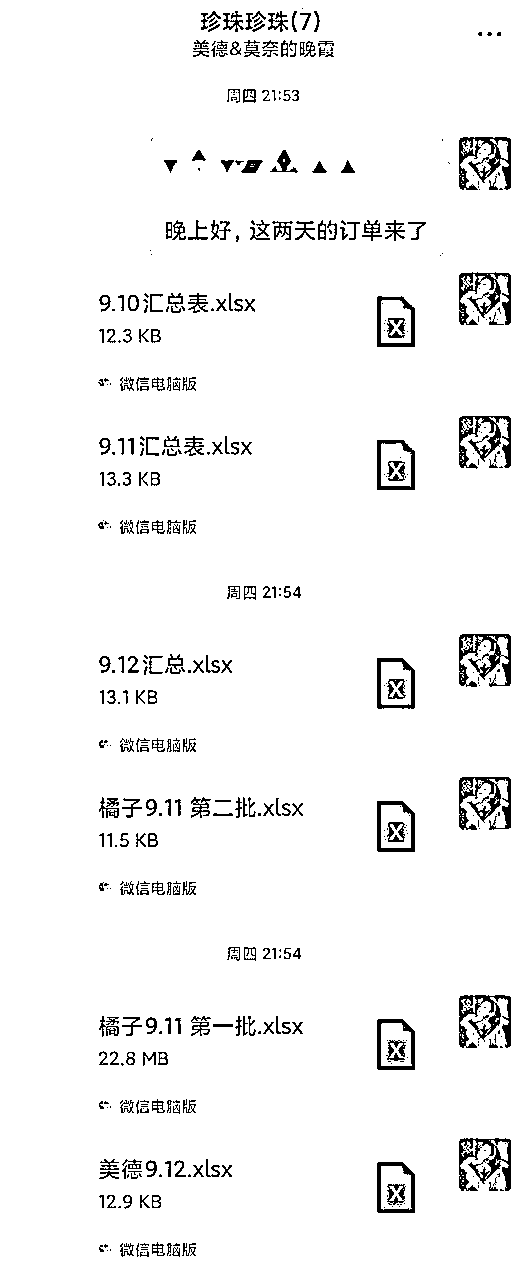 珍珠珍珠(7)
美德&莫奈的晚霞
周四 21:53
晚上好，这两天的订单来了
9.10汇总表.xlsx
12.3 KB
微信电脑版
9.11汇总表.xlsx
13.3 KB
微信电脑版
周四 21:54
9.12汇总.xlsx
13.1 KB
微信电脑版
橘子9.11 第二批.xlsx
11.5 KB
微信电脑版
周四 21:54
橘子9.11 第一批.xlsx
22.8 MB
微信电脑版
美德9.12.xlsx
12.9 KB
微信电脑版